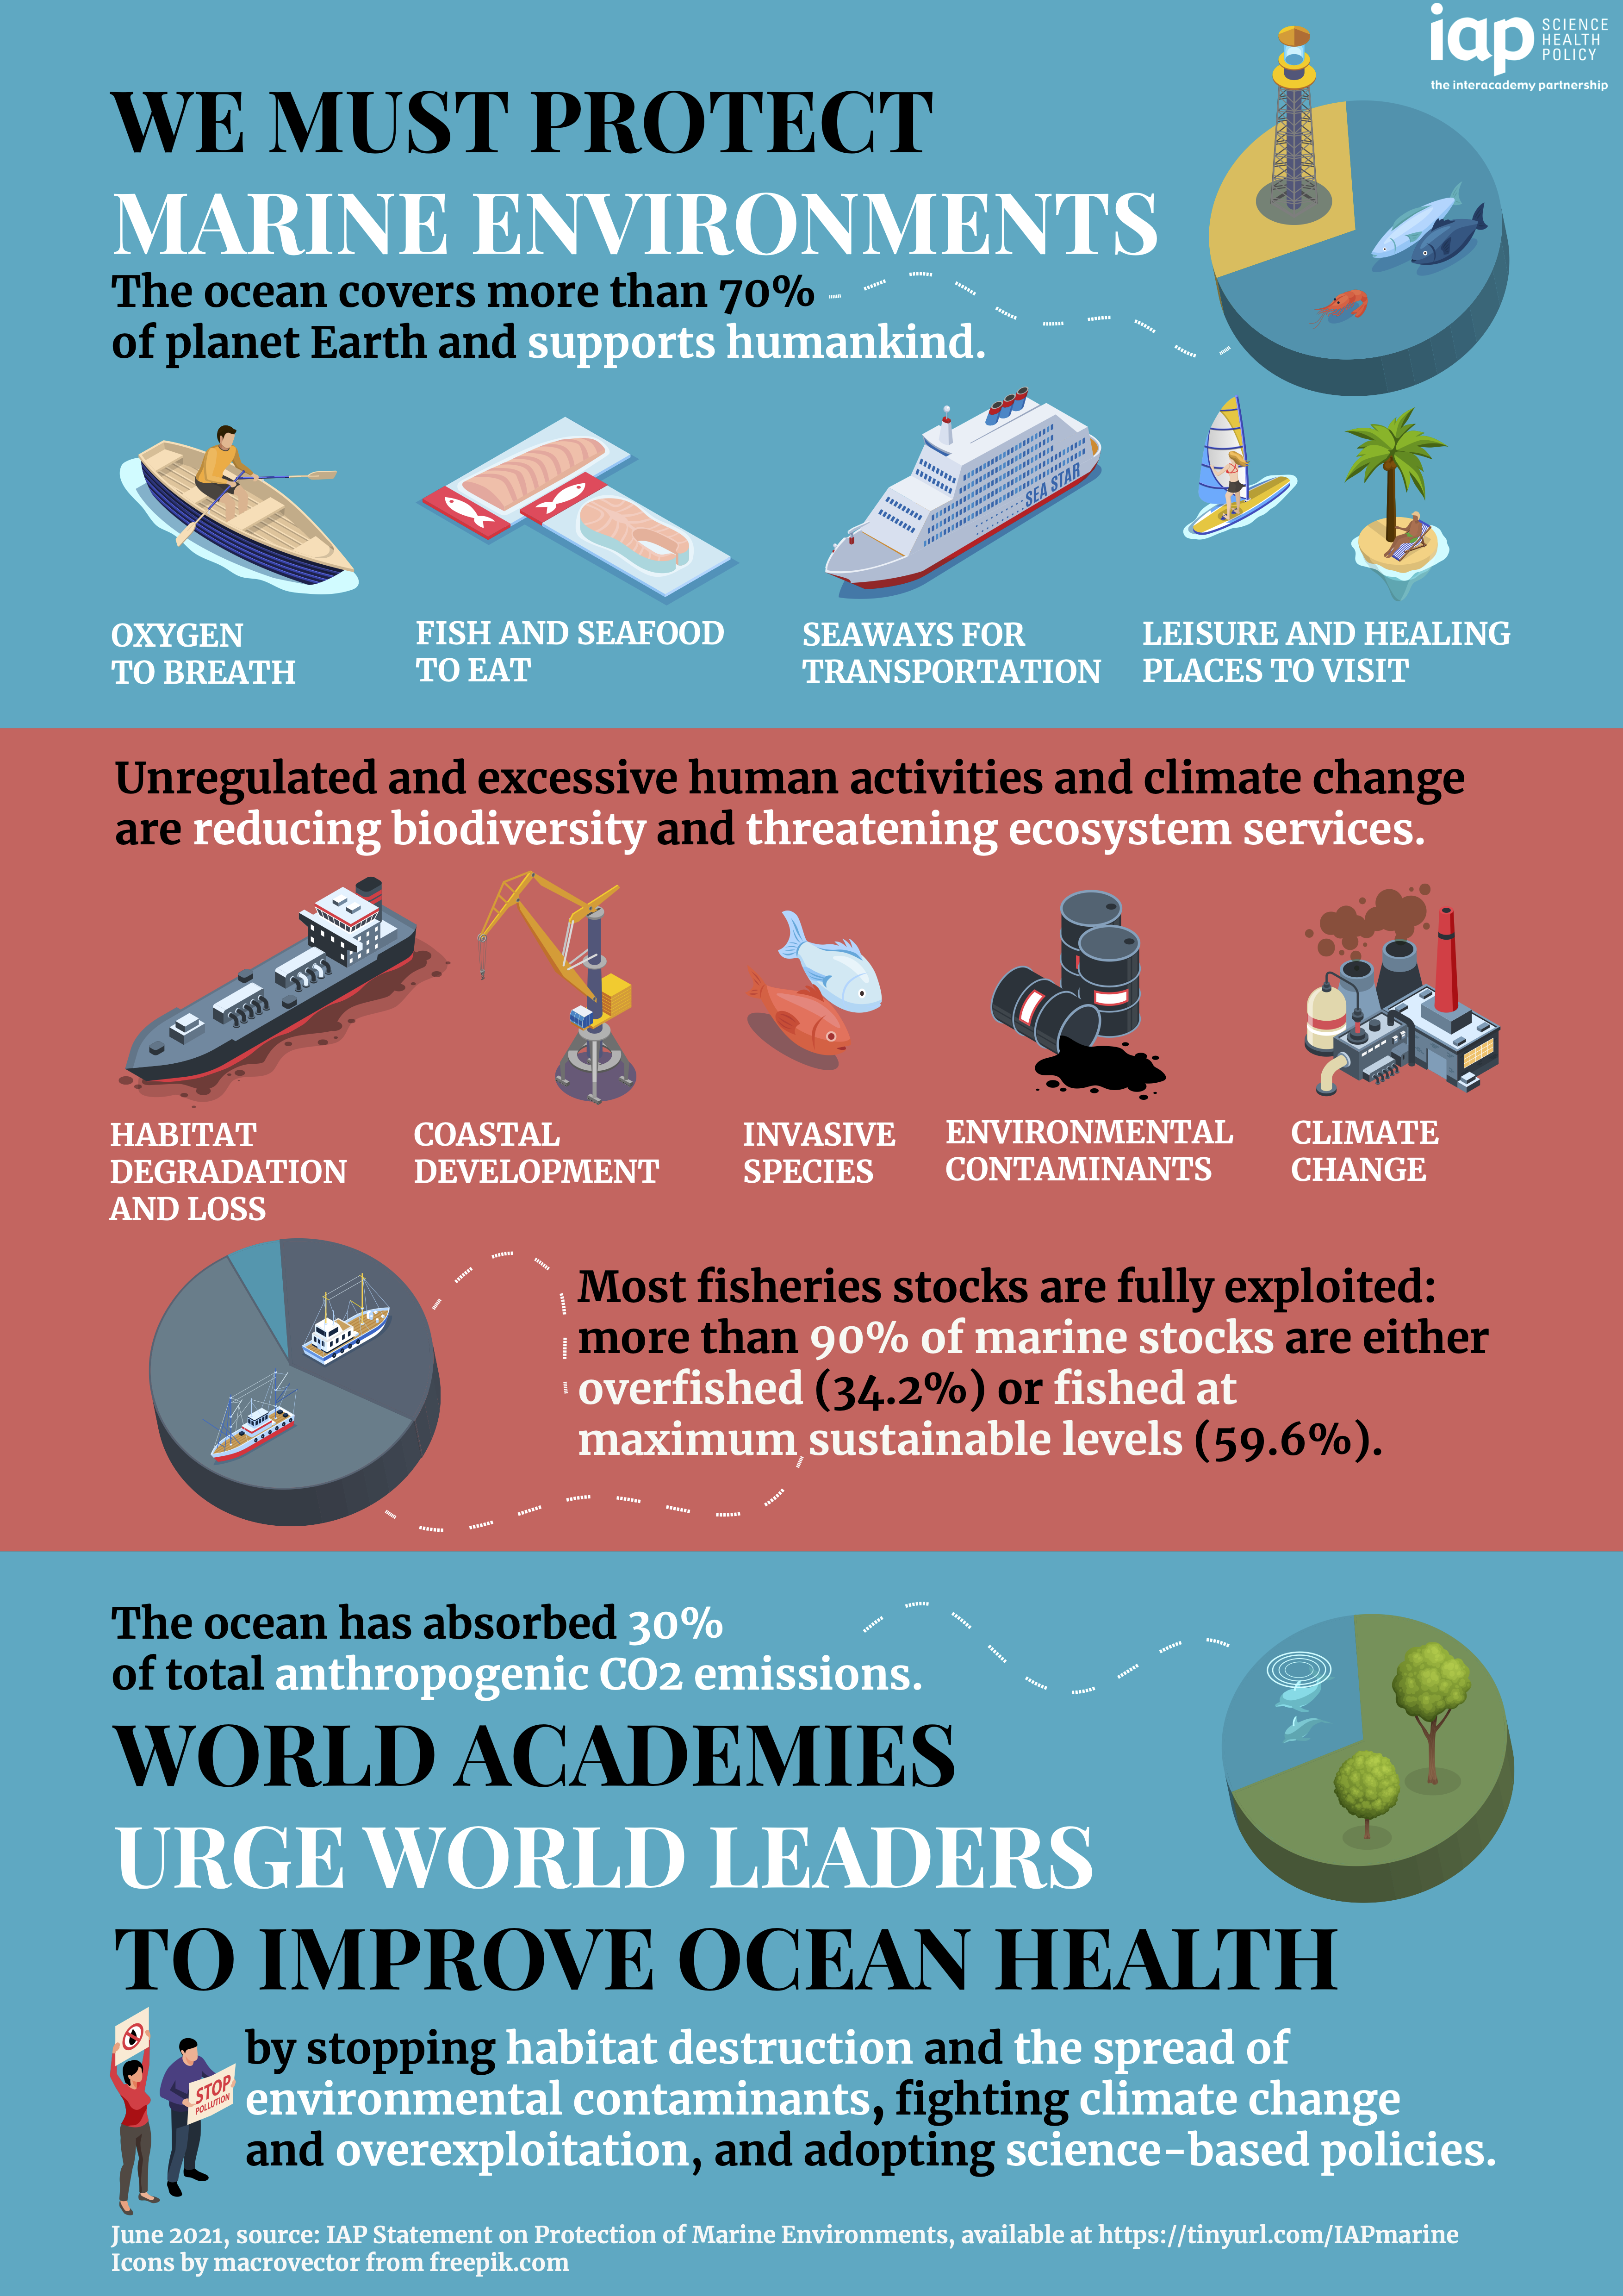 iap SCIENCE
HEALTH
POLICY
the interacademy partnership
WE MUST PROTECT
MARINE ENVIRONMENTS
The ocean covers more than 70%
of planet Earth and supports humankind.
SEA STAR
OXYGEN
TO BREATH
FISH AND SEAFOOD
TO EAT
SEAWAYS FOR
TRANSPORTATION
LEISURE AND HEALING
PLACES TO VISIT
Unregulated and excessive human activities and climate change
are reducing biodiversity and threatening ecosystem services.
HABITAT
DEGRADATION
AND LOSS
COASTAL
DEVELOPMENT
INVASIVE
SPECIES
ENVIRONMENTAL
CONTAMINANTS
CLIMATE
CHANGE
Most fisheries stocks are fully exploited:
more than 90% of marine stocks are either
overfished (34.2%) or fished at
maximum sustainable levels (59.6%).
The ocean has absorbed 30%
of total anthropogenic CO2 emissions.
WORLD ACADEMIES
URGE WORLD LEADERS
TO IMPROVE OCEAN HEALTH
STOP
POLLUTION
by stopping habitat destruction and the spread of
environmental contaminants, fighting climate change
and overexploitation, and adopting science-based policies.
June 2021, source: IAP Statement on Protection of Marine Environments, available at https://tinyurl.com/IAPmarine
Icons by macrovector from freepik.com